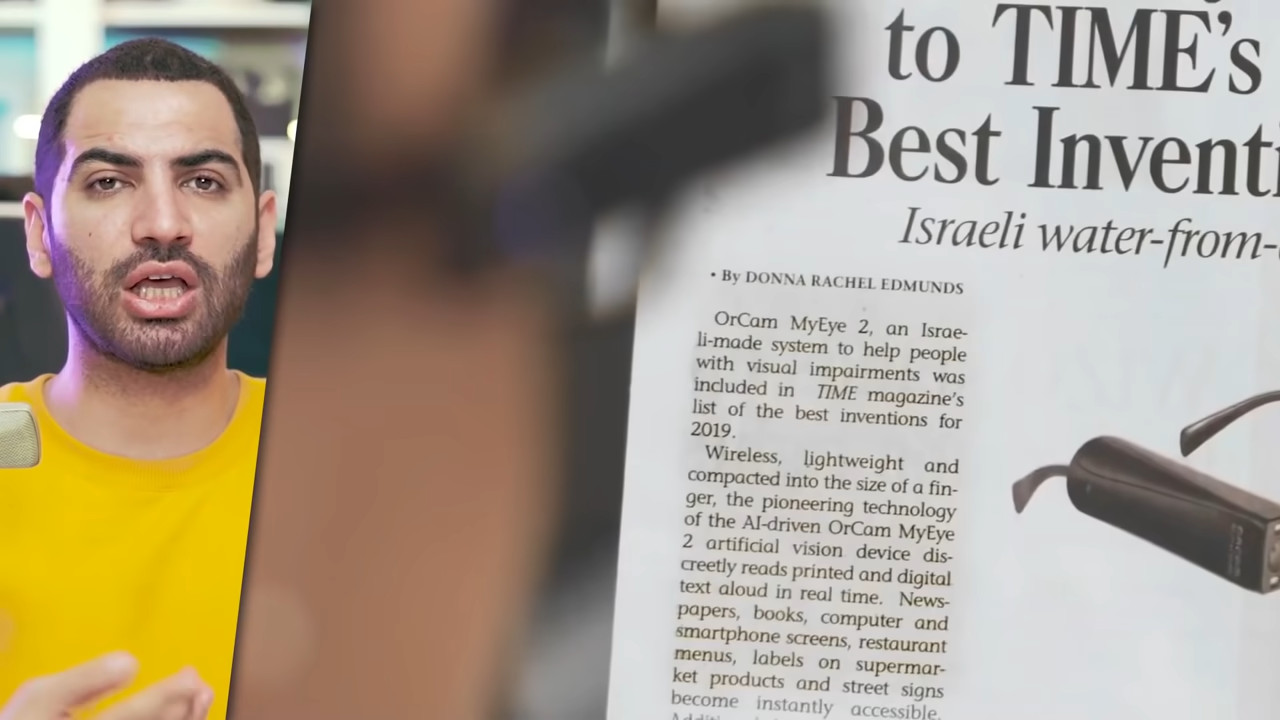 to TIME's
Best Inventi
Israeli water-from-
• By DONNA RACHEL EDMUNDS
OrCam MyEye 2, an Israe-
li-made system to help people
with visual impairments was
included in TIME magazine's
list of the best inventions for
2019.
Wireless, lightweight and
compacted into the size of a fin-
ger, the pioneering technology
of the AI-driven OrCam MyEye
2 artificial vision device dis-
creetly reads printed and digital
text aloud in real time. News-
papers, books, computer and
smartphone screens, restaurant
menus, labels on supermar-
ket products and street signs
become instantly accessible.